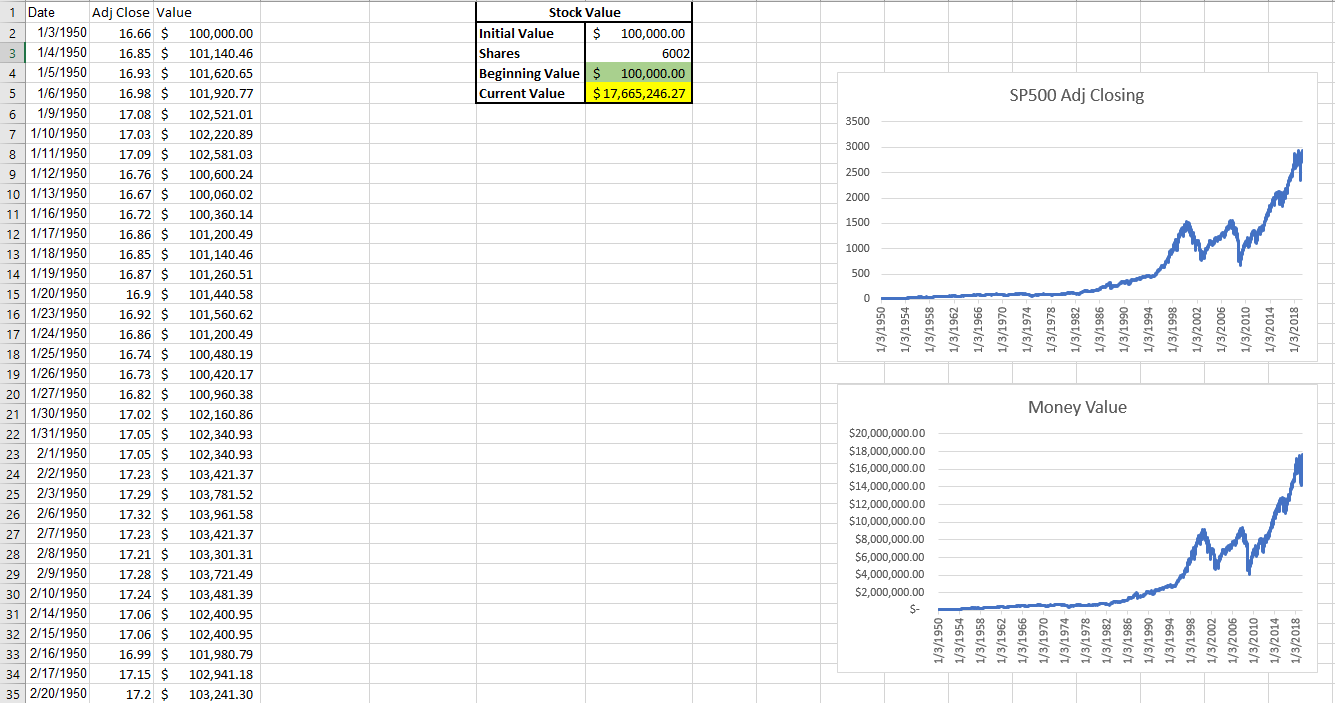 1 Date Adj Close Value Stock Value
2 1/3/1950 16.66 $ 100,000.00 Initial Value $ 100,000.00
3 1/4/1950 16.85 $ 101,140.46 Shares 6002
4 1/5/1950 16.93 $ 101,620.65 Beginning Value $ 100,000.00
5 1/6/1950 16.98 $ 101,920.77 Current Value $ 17,665,246.27
6 1/9/1950 17.08 $ 102,521.01
7 1/10/1950 17.03 $ 102,220.89
8 1/11/1950 17.09 $ 102,581.03
9 1/12/1950 16.76 $ 100,600.24
10 1/13/1950 16.67 $ 100,060.02
11 1/16/1950 16.72 $ 100,360.14
12 1/17/1950 16.86 $ 101,200.49
13 1/18/1950 16.85 $ 101,140.46
14 1/19/1950 16.87 $ 101,260.51
15 1/20/1950 16.9 $ 101,440.58
16 1/23/1950 16.92 $ 101,560.62
17 1/24/1950 16.86 $ 101,200.49
18 1/25/1950 16.74 $ 100,480.19
19 1/26/1950 16.73 $ 100,420.17
20 1/27/1950 16.82 $ 100,960.38
21 1/30/1950 17.02 $ 102,160.86
22 1/31/1950 17.05 $ 102,340.93
23 2/1/1950 17.05 $ 102,340.93
24 2/2/1950 17.23 $ 103,421.37
25 2/3/1950 17.29 $ 103,781.52
26 2/6/1950 17.32 $ 103,961.58
27 2/7/1950 17.23 $ 103,421.37
28 2/8/1950 17.21 $ 103,301.31
29 2/9/1950 17.28 $ 103,721.49
30 2/10/1950 17.24 $ 103,481.39
31 2/14/1950 17.06 $ 102,400.95
32 2/15/1950 17.06 $ 102,400.95
33 2/16/1950 16.99 $ 101,980.79
34 2/17/1950 17.15 $ 102,941.18
35 2/20/1950 17.2 $ 103,241.30
SP500 Adj Closing
3500
3000
2500
2000
1500
1000
500
0
1/3/1950 1/3/1954 1/3/1958 1/3/1962 1/3/1966 1/3/1970 1/3/1974 1/3/1978 1/3/1982 1/3/1986 1/3/1990 1/3/1994 1/3/1998 1/3/2002 1/3/2006 1/3/2010 1/3/2014 1/3/2018
Money Value
$20,000,000.00
$18,000,000.00
$16,000,000.00
$14,000,000.00
$12,000,000.00
$10,000,000.00
$8,000,000.00
$6,000,000.00
$4,000,000.00
$2,000,000.00
$-
1/3/1950 1/3/1954 1/3/1958 1/3/1962 1/3/1966 1/3/1970 1/3/1974 1/3/1978 1/3/1982 1/3/1986 1/3/1990 1/3/1994 1/3/1998 1/3/2002 1/3/2006 1/3/2010 1/3/2014 1/3/2018